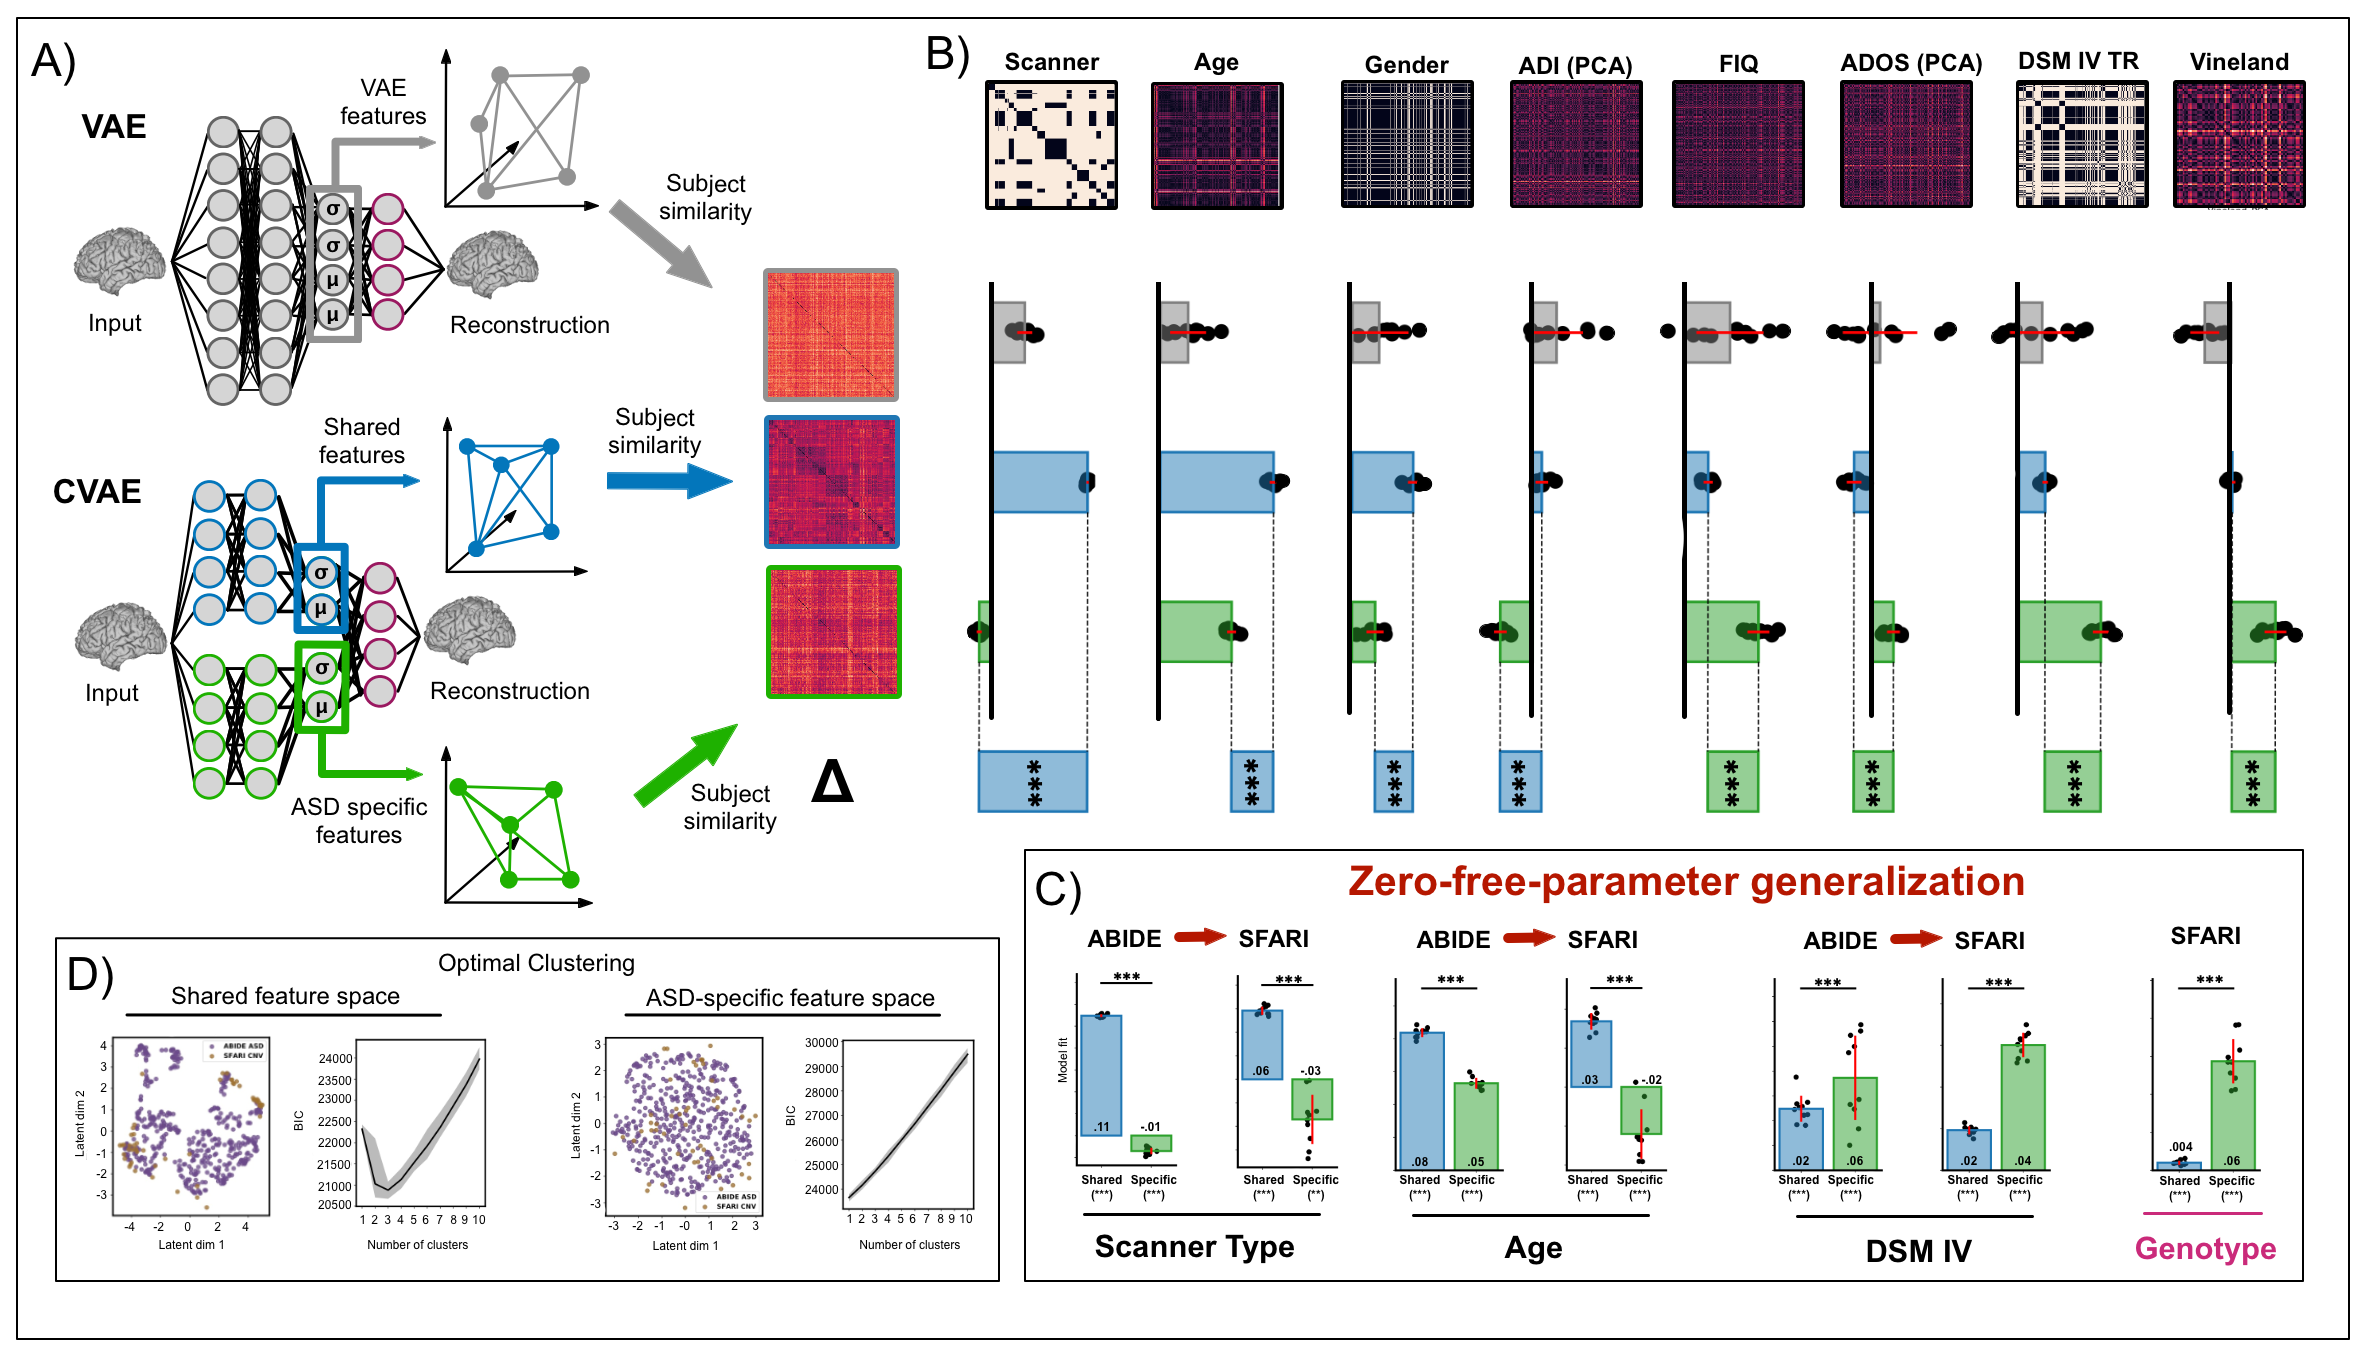 A)
VAE
VAE
features
σ
σ
μ
μ
Input
Reconstruction
Subject
similarity
CVAE
Shared
features
σ
μ
σ
μ
Input
Reconstruction
Subject
similarity
ASD specific
features
Subject
similarity
Δ
B)
Scanner
Age
Gender
ADI (PCA)
FIQ
ADOS (PCA)
DSM IV TR
Vineland
***
***
***
***
***
***
***
***
C)
Zero-free-parameter generalization
ABIDE
SFARI
ABIDE
SFARI
ABIDE
SFARI
SFARI
***
***
***
***
***
***
***
Model fit
.11
-.01
.06
-.03
.08
.05
.03
-.02
.02
.06
.02
.04
.004
.06
Shared
(***)
Specific
(***)
Shared
(***)
Specific
(**)
Shared
(***)
Specific
(***)
Shared
(***)
Specific
(***)
Shared
(***)
Specific
(***)
Shared
(***)
Specific
(***)
Shared
(***)
Specific
(***)
Scanner Type
Age
DSM IV
Genotype
D)
Optimal Clustering
Shared feature space
ASD-specific feature space
ABIDE ASD
SFARI CNV
4
3
2
1
0
-1
-2
-3
Latent dim 2
-4 -2 0 2 4
Latent dim 1
24000
23500
23000
22500
22000
21500
21000
20500
BIC
1 2 3 4 5 6 7 8 9 10
Number of clusters
3
2
1
0
-1
-2
-3
Latent dim 2
ABIDE ASD
SFARI CNV
-3 -2 -1 -0 1 2 3
Latent dim 1
30000
29000
28000
27000
26000
25000
24000
BIC
1 2 3 4 5 6 7 8 9 10
Number of clusters